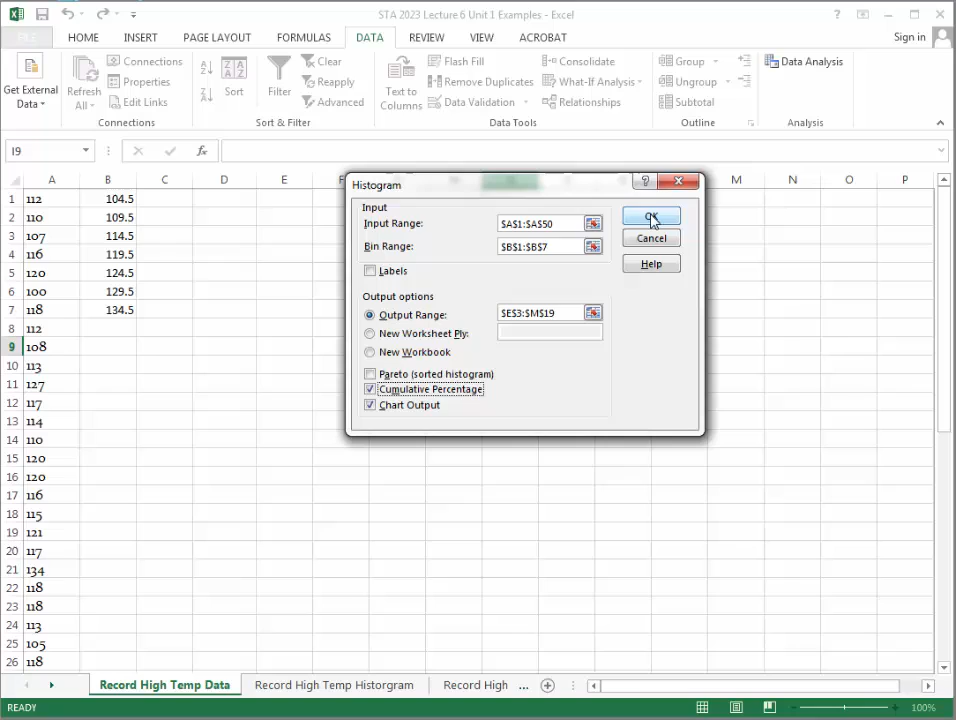 STA 2023 Lecture 6 Unit 1 Examples - Excel
FILE HOME INSERT PAGE LAYOUT FORMULAS DATA REVIEW VIEW ACROBAT Sign in
Get External Data
Refresh All
Connections
Properties
Edit Links
Connections
Sort
Filter
Clear
Reapply
Advanced
Sort & Filter
Text to Columns
Flash Fill
Remove Duplicates
Data Validation
Consolidate
What-If Analysis
Relationships
Data Tools
Group
Ungroup
Subtotal
Outline
Data Analysis
Analysis
I9
fx
A B C D E F M N O P
1 112 104.5
2 110 109.5
3 107 114.5
4 116 119.5
5 120 124.5
6 100 129.5
7 118 134.5
8 112
9 108
10 113
11 127
12 117
13 114
14 110
15 120
16 120
17 116
18 115
19 121
20 117
21 134
22 118
23 118
24 113
25 105
26 118
Histogram
?
Input
Input Range: $A$1:$A$50
Bin Range: $B$1:$B$7
Labels
Output options
Output Range: $E$3:$M$19
New Worksheet Ply:
New Workbook
Pareto (sorted histogram)
Cumulative Percentage
Chart Output
OK
Cancel
Help
Record High Temp Data Record High Temp Historgram Record High ...
READY
100%